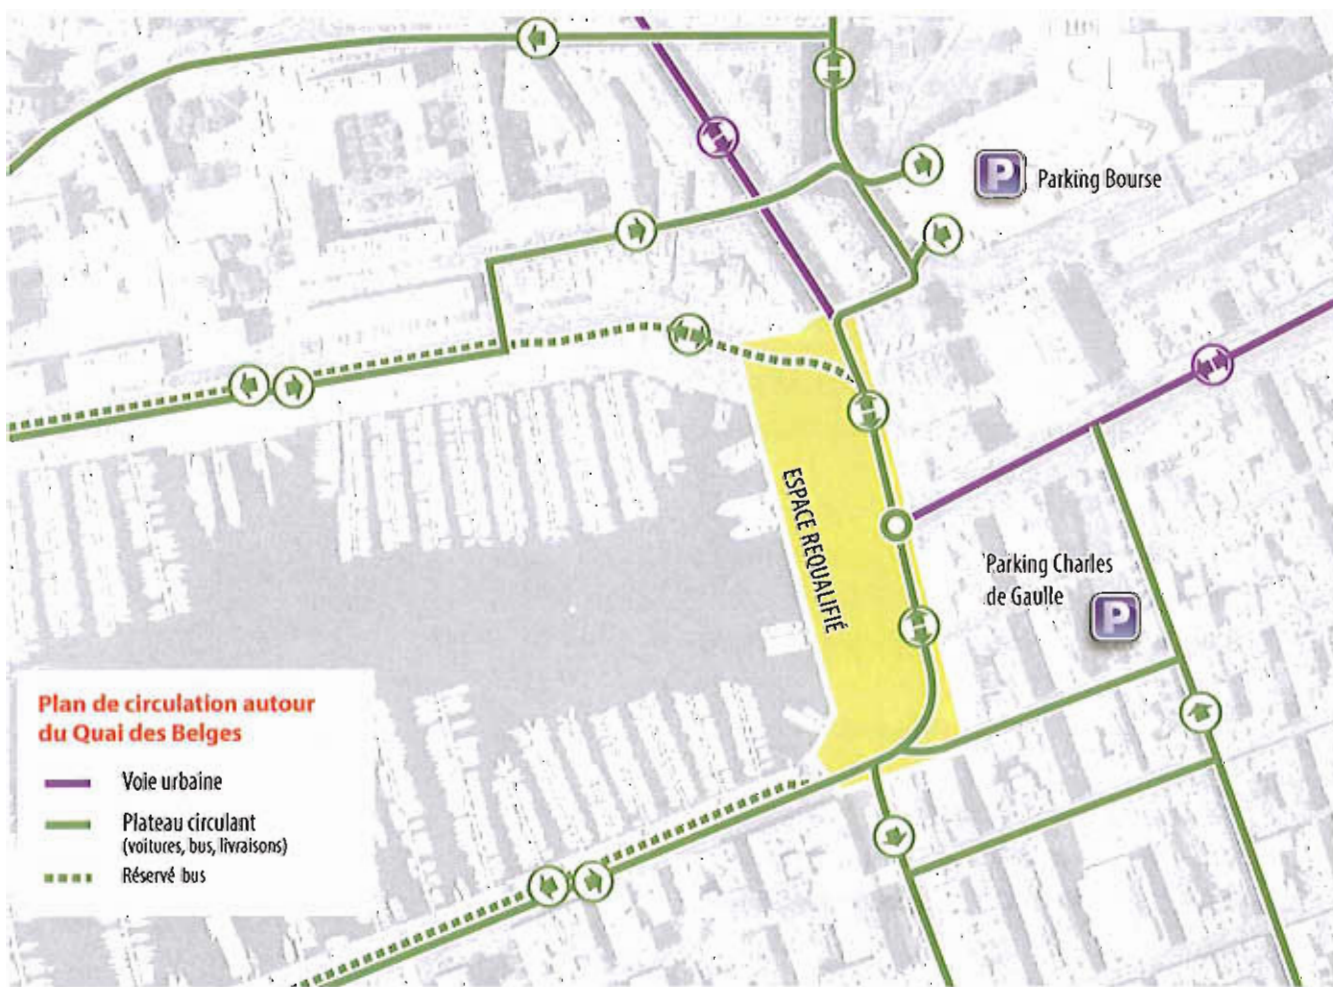 P
Parking Bourse
ESPACE REQUALIFIÉ
Parking Charles
de Gaulle
P
Plan de circulation autour
du Quai des Belges
Voie urbaine
Plateau circulant
(voitures, bus, livraisons)
Réservé bus